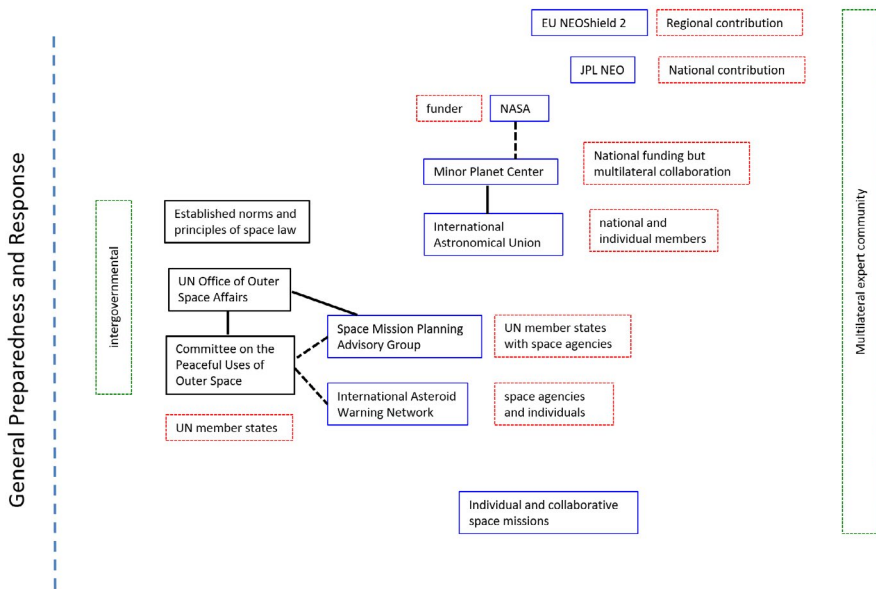 EU NEOShield 2
Regional contribution
JPL NEO
National contribution
funder
NASA
Minor Planet Center
National funding but
multilateral collaboration
Established norms and
principles of space law
International
Astronomical Union
national and
individual members
UN Office of Outer
Space Affairs
Space Mission Planning
Advisory Group
UN member states
with space agencies
Committee on the
Peaceful Uses of
Outer Space
International Asteroid
Warning Network
space agencies
and individuals
UN member states
Individual and collaborative
space missions
General Preparedness and Response
intergovernmental
Multilateral expert community